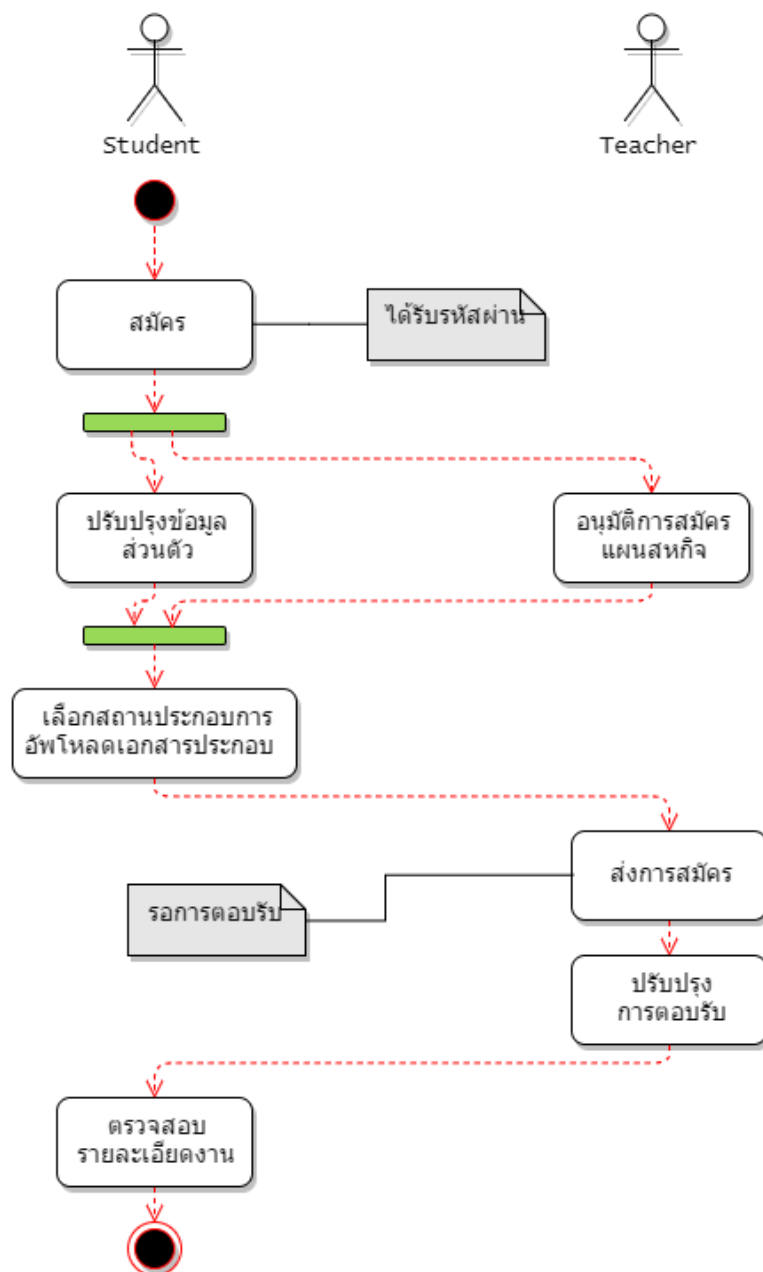 Student
Teacher
สมัคร
ได้รับรหัสผ่าน
ปรับปรุงข้อมูล
ส่วนตัว
อนุมัติการสมัคร
แผนสหกิจ
เลือกสถานประกอบการ
อัพโหลดเอกสารประกอบ
ส่งการสมัคร
รอการตอบรับ
ปรับปรุง
การตอบรับ
ตรวจสอบ
รายละเอียดงาน